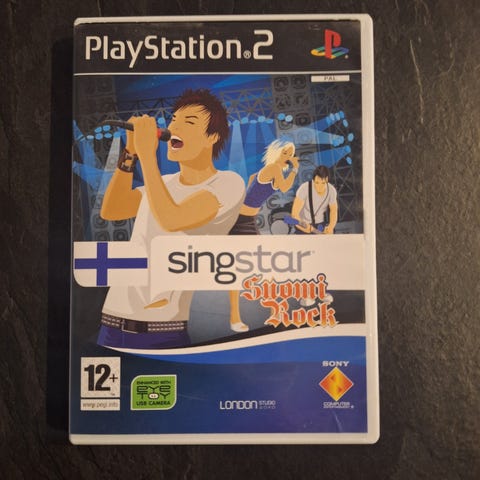 PlayStation®2
PAL
singstar®
Suomi
Rock
12+
www.pegi.info
ENHANCED WITH
EYE
TOY
USB CAMERA
LONDON STUDIO
SONY
COMPUTER
ENTERTAINMENT®